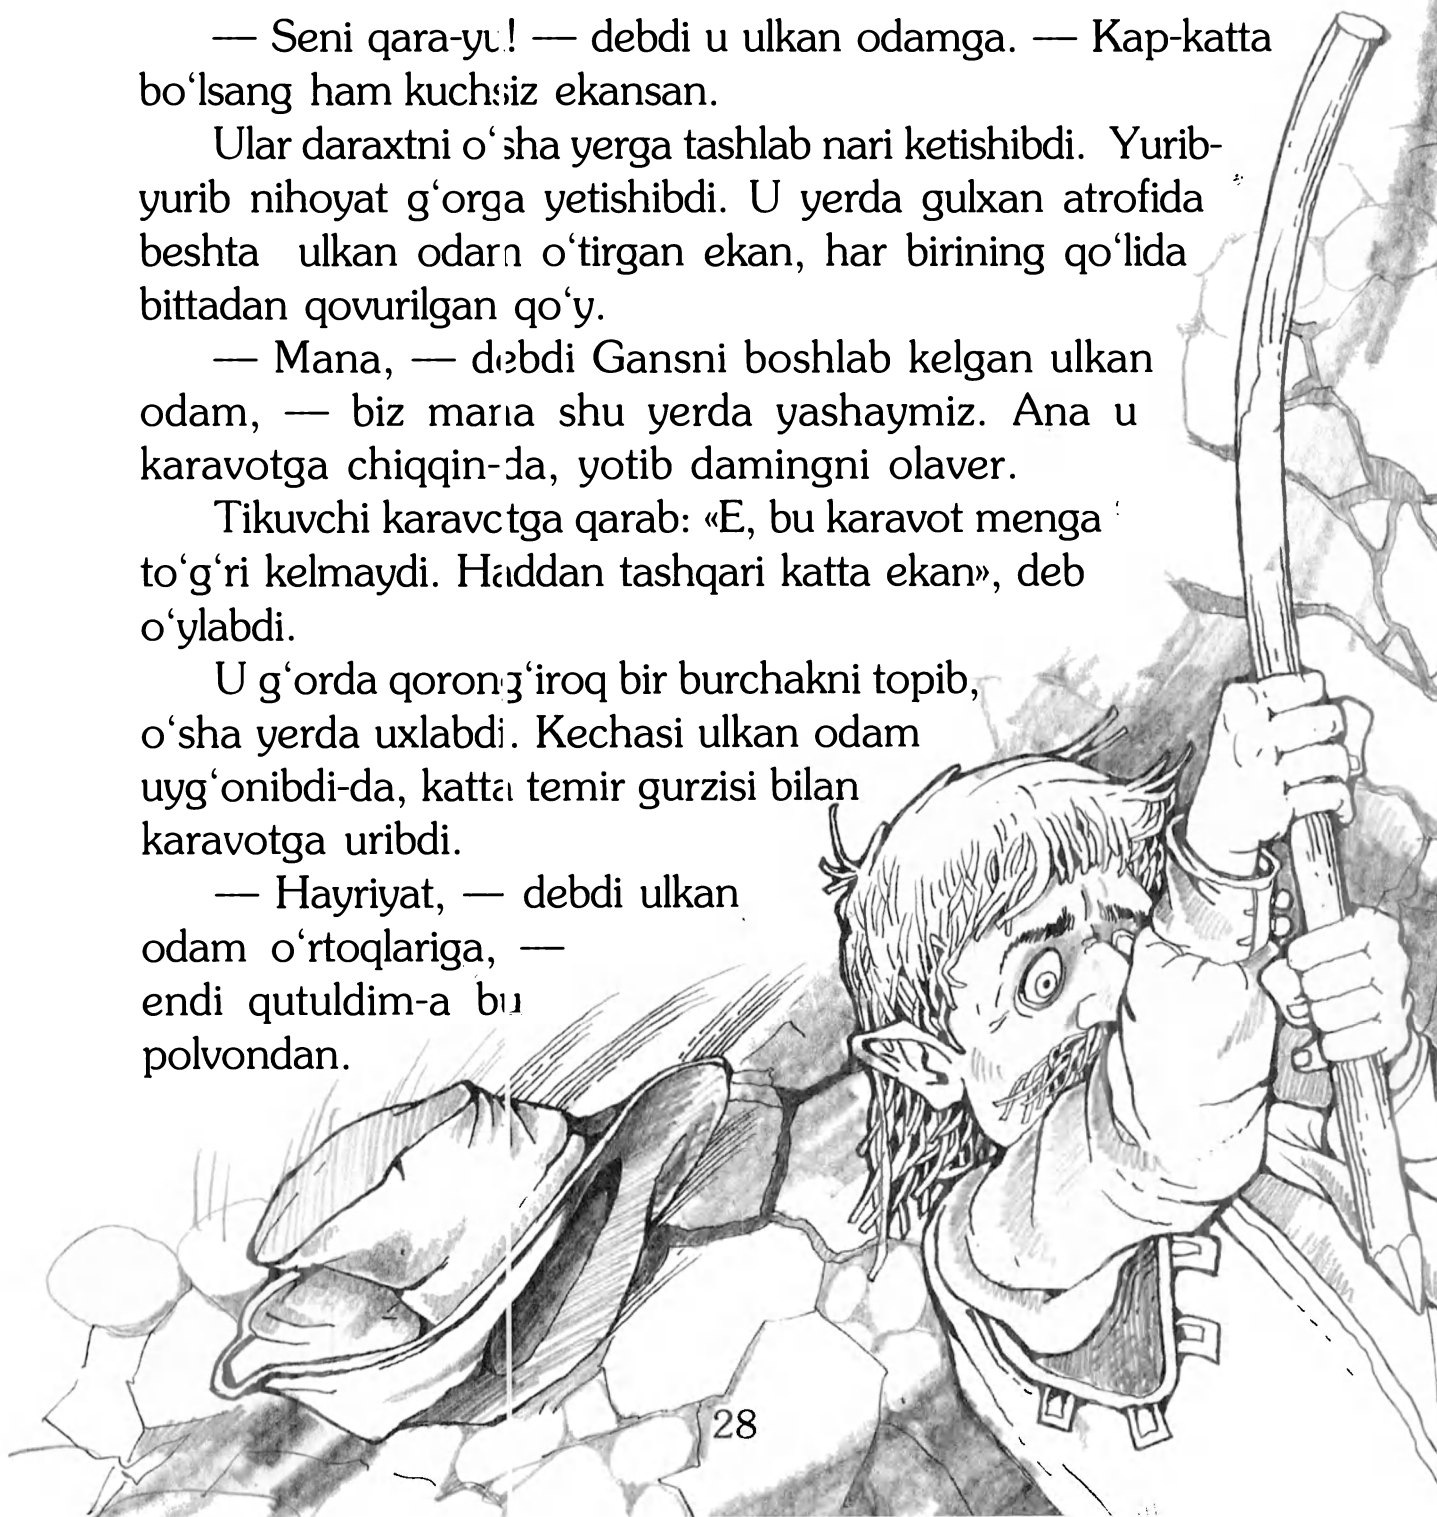 — Seni qara-yu! — debdi u ulkan odamga. — Kap-katta
bo‘lsang ham kuchsiz ekansan.
Ular daraxtni o‘sha yerga tashlab nari ketishibdi. Yurib-
yurib nihoyat g‘orga yetishibdi. U yerda gulxan atrofida
beshta ulkan odam o‘tirgan ekan, har birining qo‘lida
bittadan qovurilgan qo‘y.
— Mana, — debdi Gansni boshlab kelgan ulkan
odam, — biz mana shu yerda yashaymiz. Ana u
karavotga chiqqin-da, yotib damingni olaver.
Tikuvchi karavotga qarab: «E, bu karavot menga
to‘g‘ri kelmaydi. Haddan tashqari katta ekan», deb
o‘ylabdi.
U g‘orda qorong‘iroq bir burchakni topib,
o‘sha yerda uxlabdi. Kechasi ulkan odam
uyg‘onibdi-da, katta temir gurzisi bilan
karavotga uribdi.
— Hayriyat, — debdi ulkan
odam o‘rtoqlariga, —
endi qutuldim-a bu
polvondan.
28